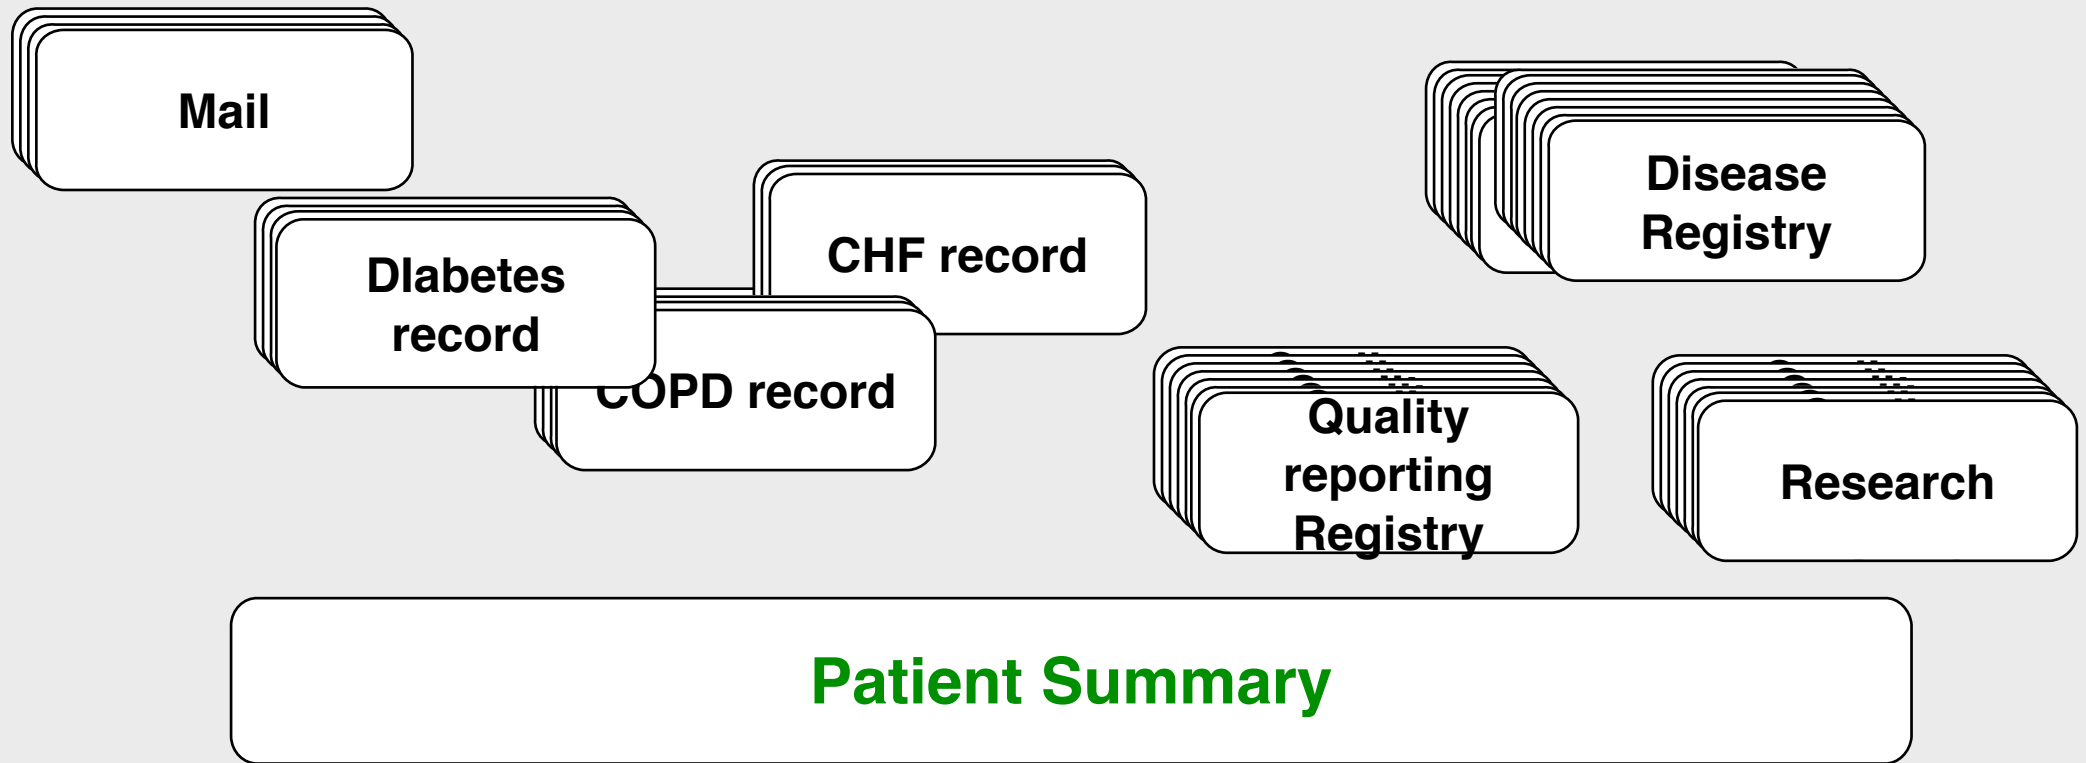 Mail
Disease
Registry
CHF record
DIabetes
record
COPD record
Quality
reporting
Registry
Research
Patient Summary